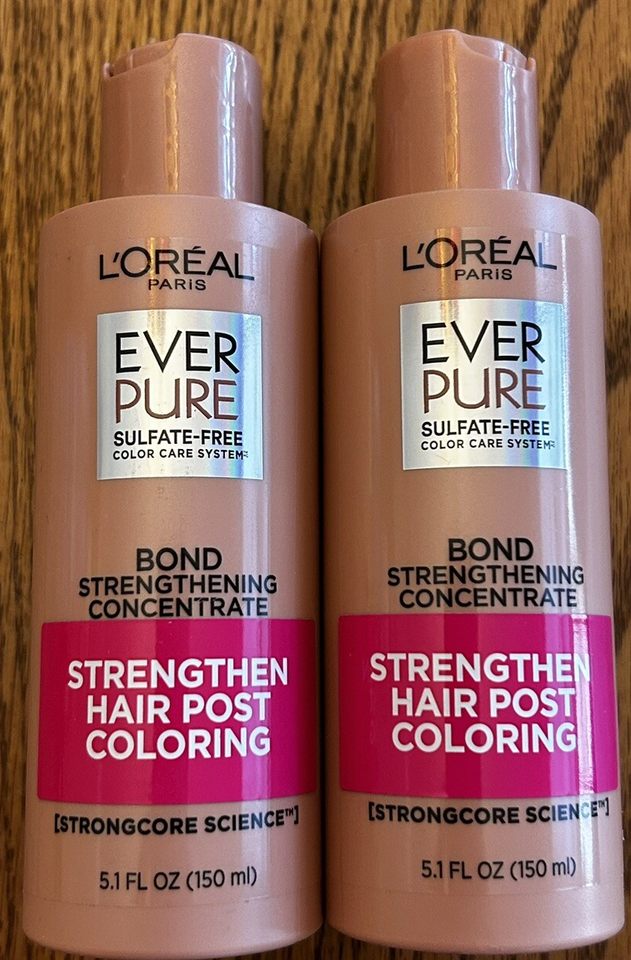 L'ORÉAL
PARiS
EVER
PURE
SULFATE-FREE
COLOR CARE SYSTEM
BOND
STRENGTHENING
CONCENTRATE
STRENGTHEN
HAIR POST
COLORING
[STRONGCORE SCIENCE™]
5.1 FL OZ (150 ml)
L'ORÉAL
PARiS
EVER
PURE
SULFATE-FREE
COLOR CARE SYSTEM
BOND
STRENGTHENING
CONCENTRATE
STRENGTHEN
HAIR POST
COLORING
[STRONGCORE SCIENCE™]
5.1 FL OZ (150 ml)